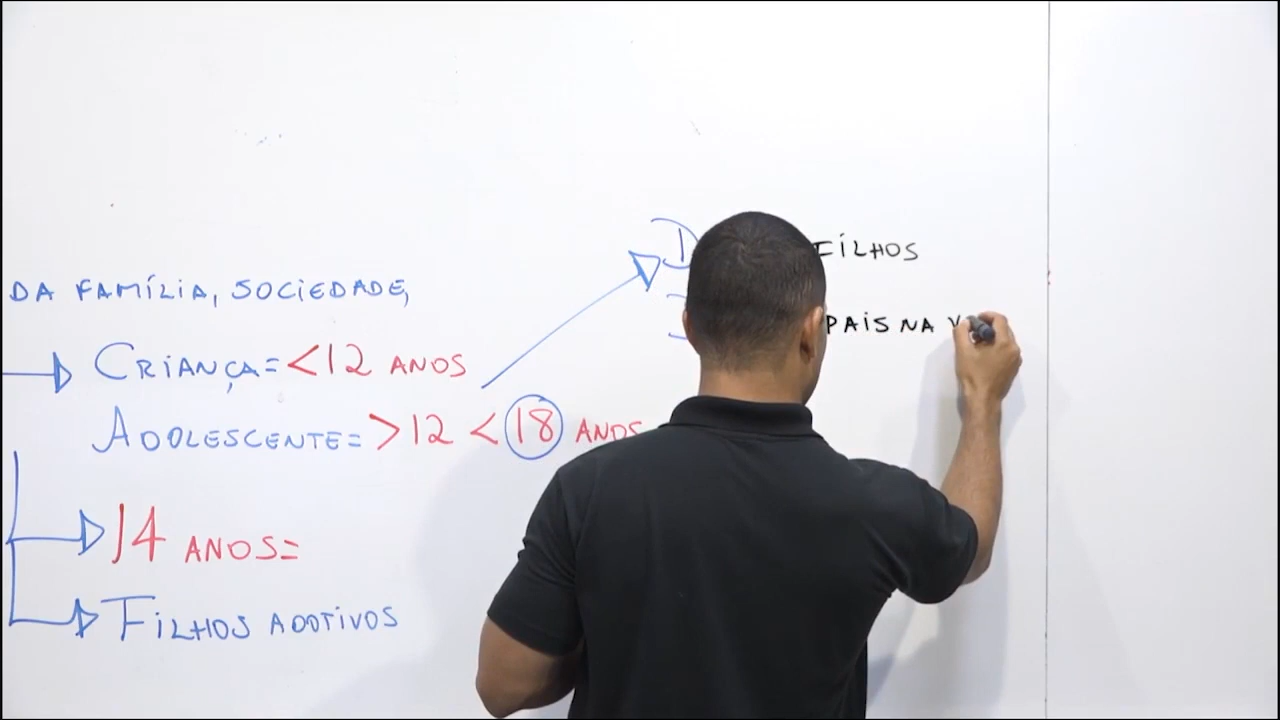 DA FAMÍLIA, SOCIEDADE,
CRIANÇA= <12 ANOS
ADOLESCENTE= >12 < 18 ANOS
14 ANOS=
FILHOS ADOTIVOS
FILHOS
PAIS NA